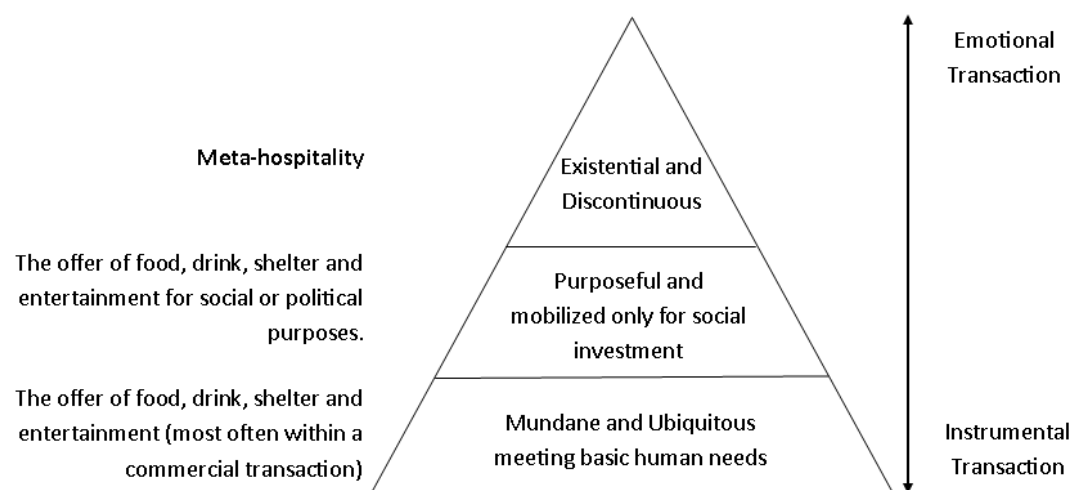 Emotional
Transaction
Meta-hospitality
Existential and
Discontinuous
The offer of food, drink, shelter and
entertainment for social or political
purposes.
Purposeful and
mobilized only for social
investment
The offer of food, drink, shelter and
entertainment (most often within a
commercial transaction)
Mundane and Ubiquitous
meeting basic human needs
Instrumental
Transaction